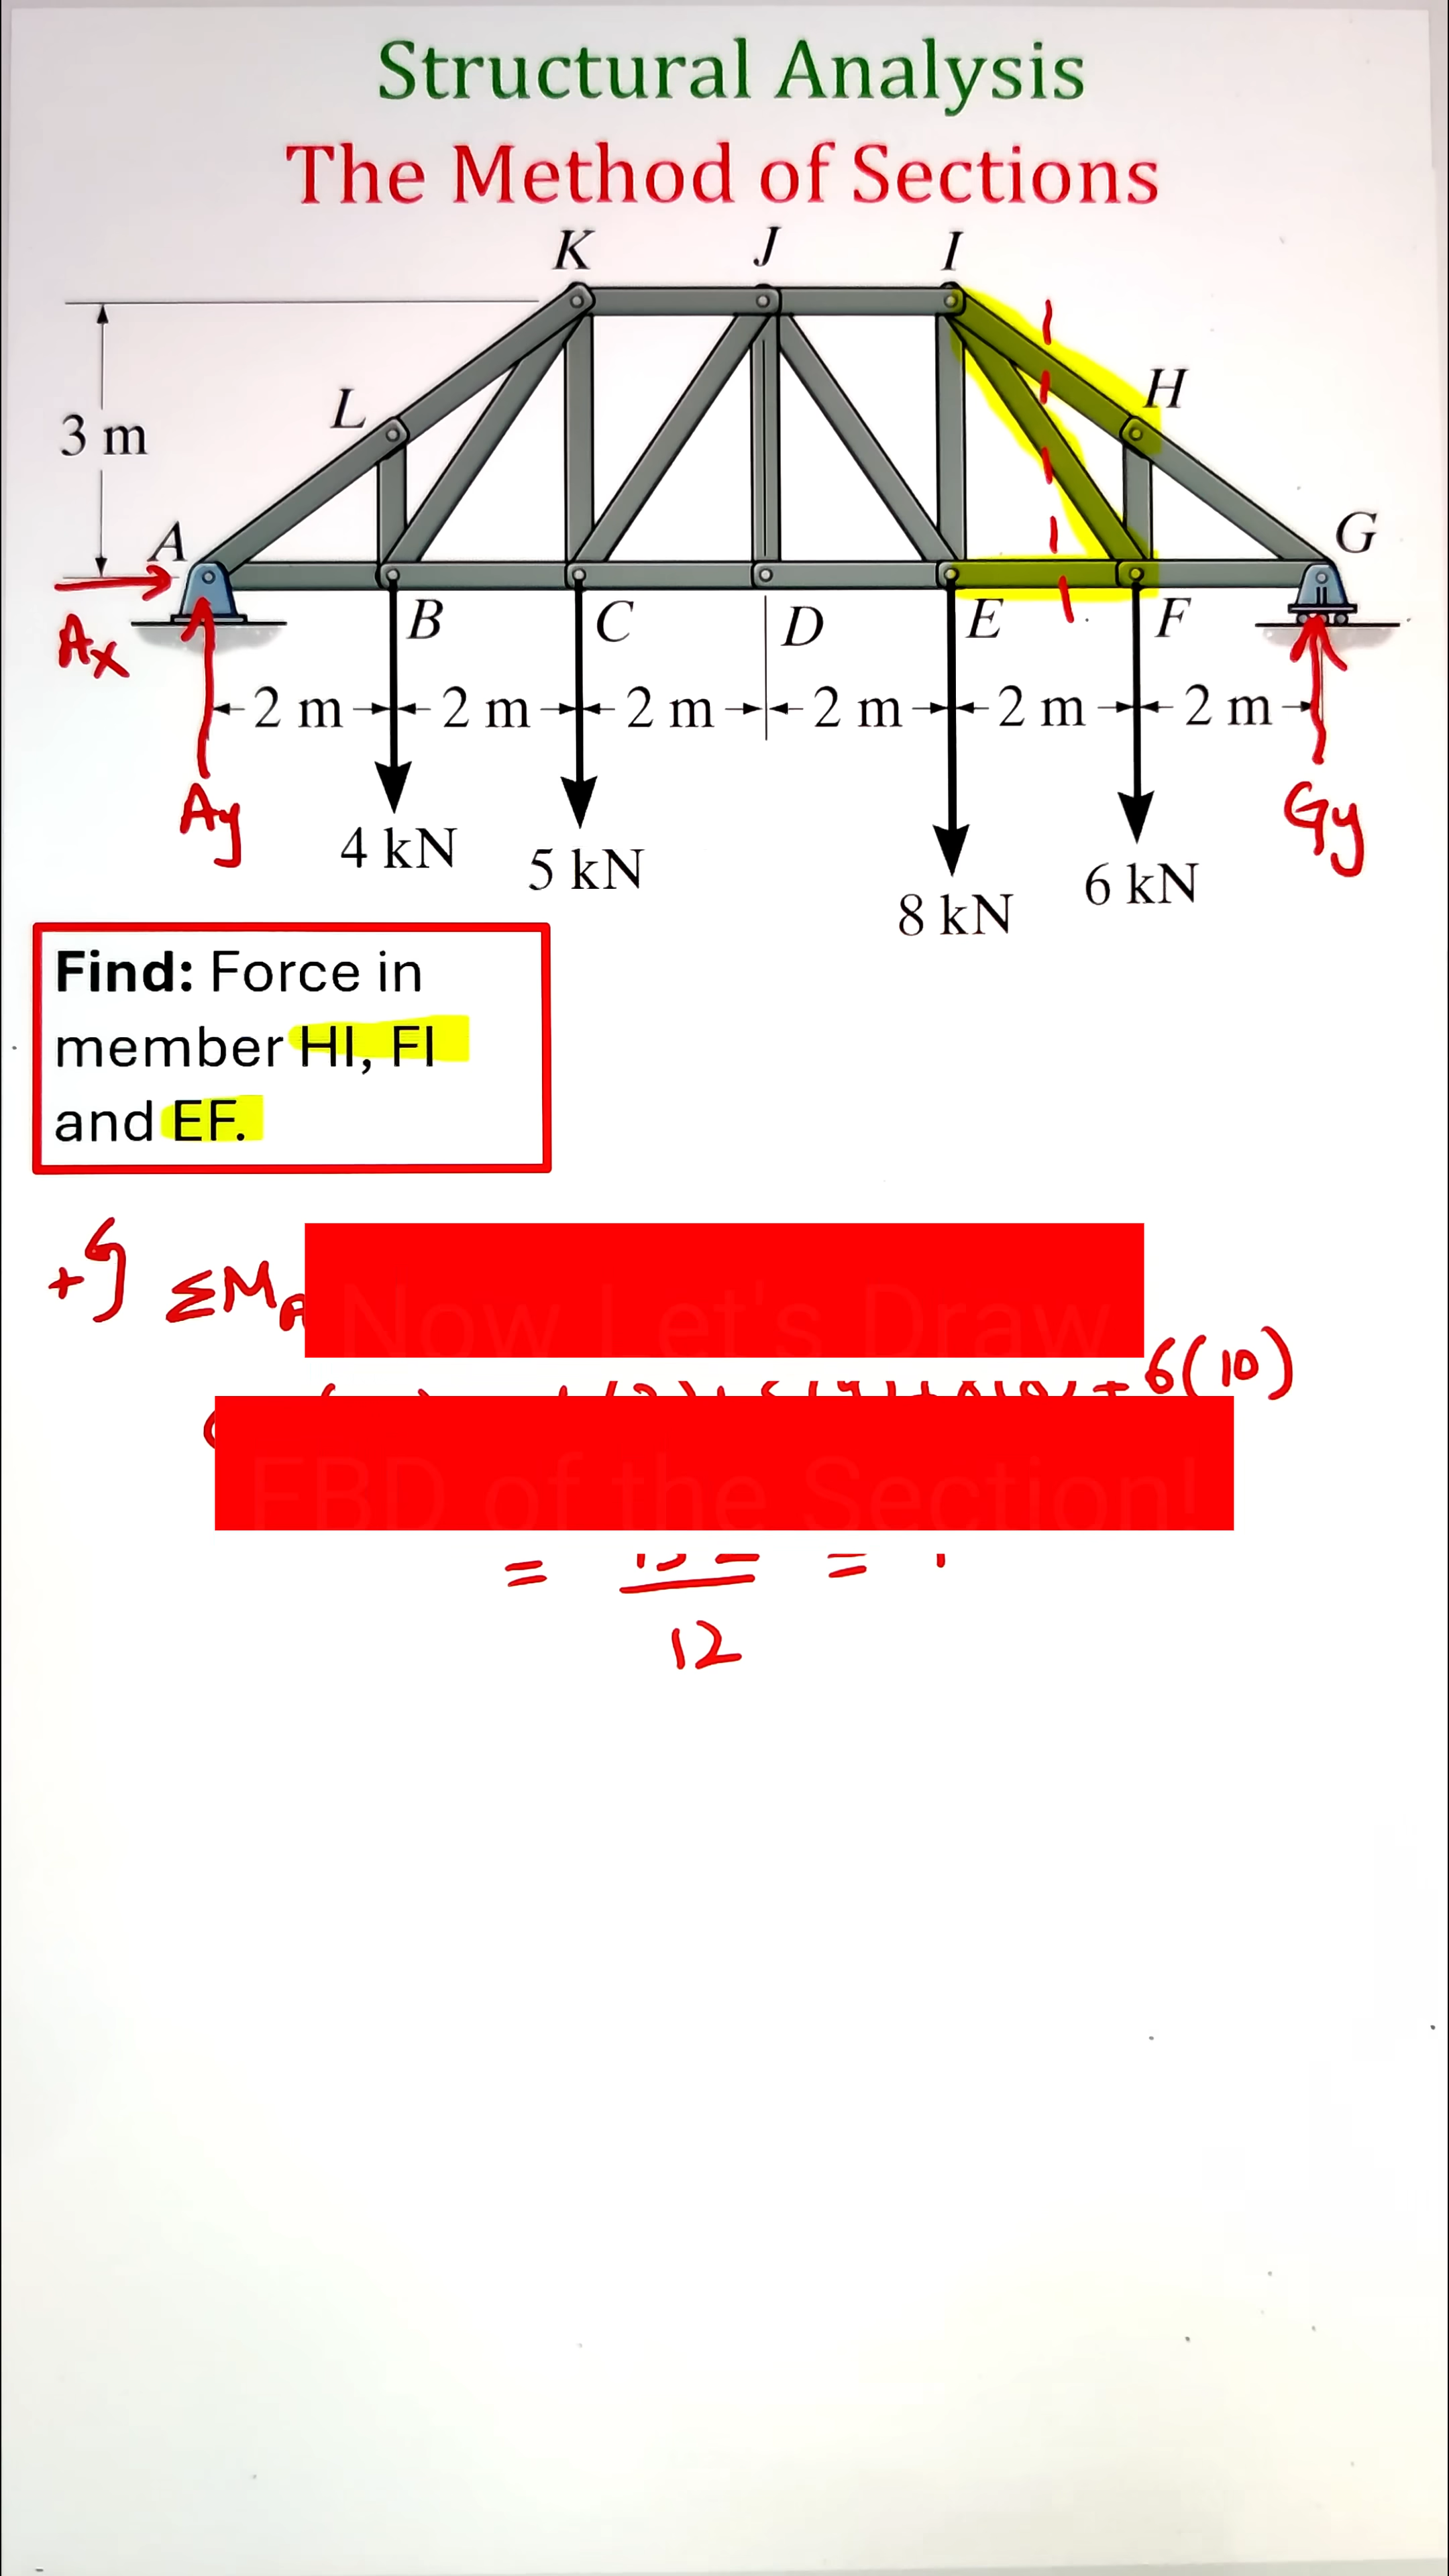 Structural Analysis
The Method of Sections
K J I
L H
3 m
A G
Ax B C D E F
2 m 2 m 2 m 2 m 2 m 2 m
Ay Gy
4 kN 5 kN 8 kN 6 kN
Find: Force in
member HI, FI
and EF.
+ ΣMA
Now Let's Draw
+ 6(10)
FBD of the Section!
= =
12